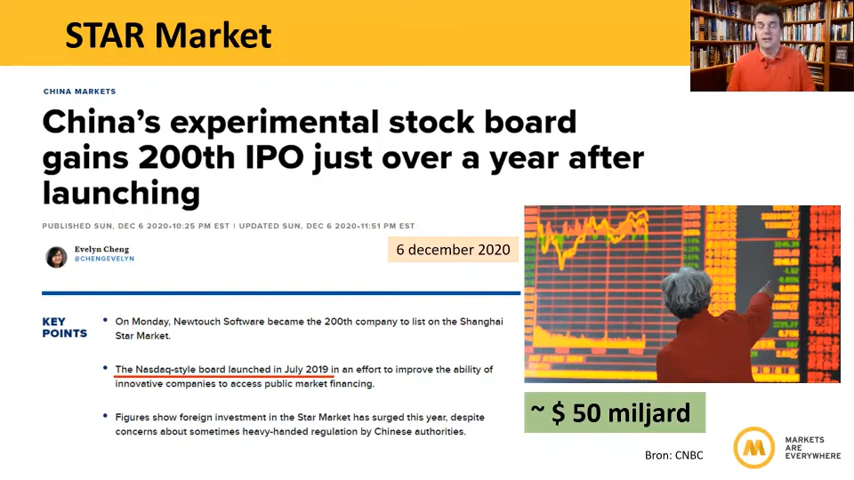 STAR Market
CHINA MARKETS
China's experimental stock board
gains 200th IPO just over a year after
launching
PUBLISHED SUN, DEC 6 2020•10:25 PM EST | UPDATED SUN, DEC 6 2020•11:51 PM EST
Evelyn Cheng
@CHENGEVELYN
6 december 2020
KEY
POINTS
• On Monday, Newtouch Software became the 200th company to list on the Shanghai
Star Market.
• The Nasdaq-style board launched in July 2019 in an effort to improve the ability of
innovative companies to access public market financing.
• Figures show foreign investment in the Star Market has surged this year, despite
concerns about sometimes heavy-handed regulation by Chinese authorities.
~ $ 50 miljard
Bron: CNBC
M
MARKETS
ARE
EVERYWHERE